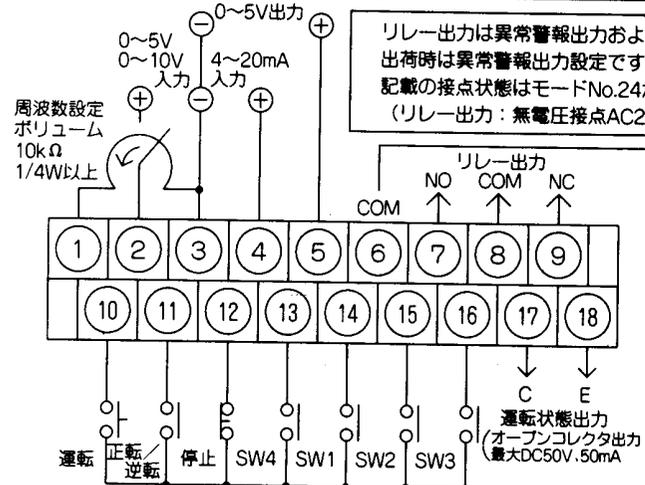 0〜5V出力
0〜5V
0〜10V
入力
4〜20mA
入力
リレー出力は異常警報出力およ
出荷時は異常警報出力設定です
記載の接点状態はモードNo.24
(リレー出力:無電圧接点AC2
周波数設定
ボリューム
10kΩ
1/4W以上
リレー出力
COM NO COM NC
1 2 3 4 5 6 7 8 9
10 11 12 13 14 15 16 17 18
C E
運転 正転/逆転 停止 SW4 SW1 SW2 SW3
運転状態出力
(オープンコレクタ出力
最大DC50V、50mA